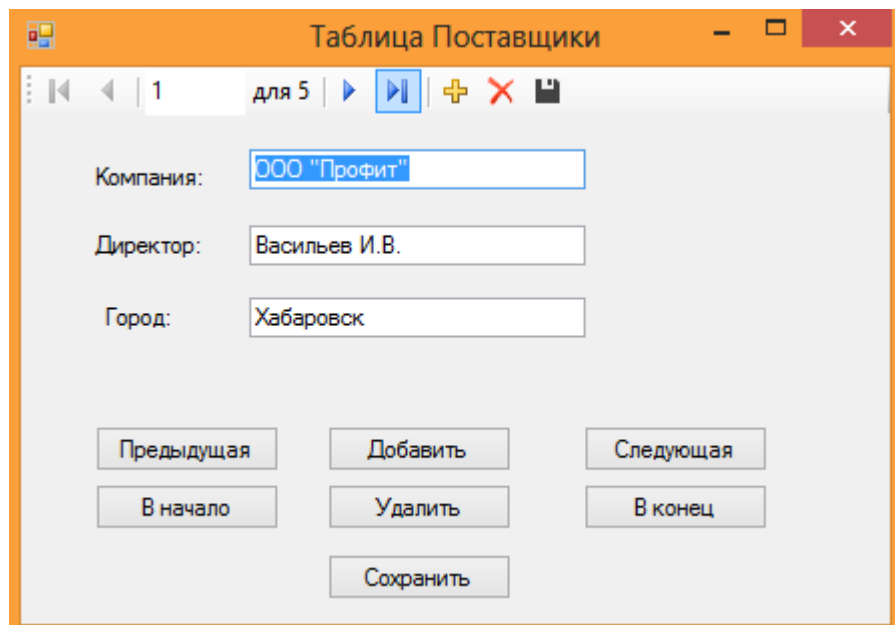 Таблица Поставщики
1 для 5
Компания: ООО "Профит"
Директор: Васильев И.В.
Город: Хабаровск
Предыдущая Добавить Следующая
В начало Удалить В конец
Сохранить